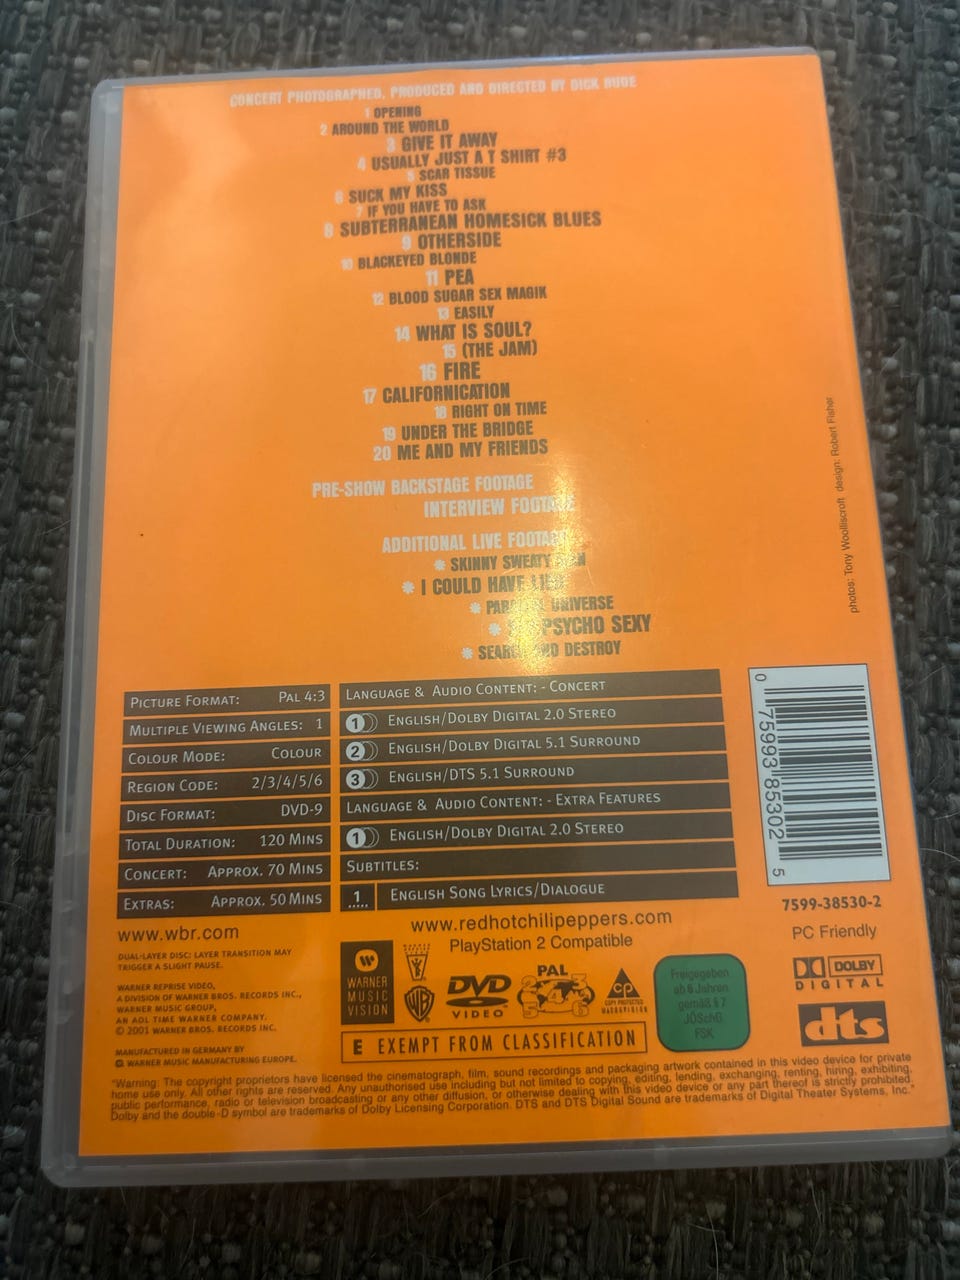 CONCERT PHOTOGRAPHED, PRODUCED AND DIRECTED BY DICK RUDE
1 OPENING
2 AROUND THE WORLD
3 GIVE IT AWAY
4 USUALLY JUST A T SHIRT #3
5 SCAR TISSUE
6 SUCK MY KISS
7 IF YOU HAVE TO ASK
8 SUBTERRANEAN HOMESICK BLUES
9 OTHERSIDE
10 BLACKEYED BLONDE
11 PEA
12 BLOOD SUGAR SEX MAGIK
13 EASILY
14 WHAT IS SOUL?
15 (THE JAM)
16 FIRE
17 CALIFORNICATION
18 RIGHT ON TIME
19 UNDER THE BRIDGE
20 ME AND MY FRIENDS
PRE-SHOW BACKSTAGE FOOTAGE
INTERVIEW FOOTAGE
ADDITIONAL LIVE FOOTAGE
* SKINNY SWEATY
* I COULD HAVE LIED
* UNIVERSE
* PSYCHO SEXY
* SEARCH AND DESTROY
photos: Tony Woolliscroft design: Robert Fisher
PICTURE FORMAT: PAL 4:3
MULTIPLE VIEWING ANGLES: 1
COLOUR MODE: COLOUR
REGION CODE: 2/3/4/5/6
DISC FORMAT: DVD-9
TOTAL DURATION: 120 MINS
CONCERT: APPROX. 70 MINS
EXTRAS: APPROX. 50 MINS
LANGUAGE & AUDIO CONTENT: - CONCERT
1 ENGLISH/DOLBY DIGITAL 2.0 STEREO
2 ENGLISH/DOLBY DIGITAL 5.1 SURROUND
3 ENGLISH/DTS 5.1 SURROUND
LANGUAGE & AUDIO CONTENT: - EXTRA FEATURES
1 ENGLISH/DOLBY DIGITAL 2.0 STEREO
SUBTITLES:
1 ENGLISH SONG LYRICS/DIALOGUE
0 75993 85302 5
7599-38530-2
PC Friendly
www.wbr.com
www.redhotchilipeppers.com
PlayStation 2 Compatible
DUAL-LAYER DISC: LAYER TRANSITION MAY
TRIGGER A SLIGHT PAUSE.
WARNER REPRISE VIDEO,
A DIVISION OF WARNER BROS. RECORDS INC.,
WARNER MUSIC GROUP,
AN AOL TIME WARNER COMPANY.
© 2001 WARNER BROS. RECORDS INC.
MANUFACTURED IN GERMANY BY
WARNER MUSIC MANUFACTURING EUROPE.
WARNER
MUSIC
VISION
WB
DVD
VIDEO
PAL
2 3
5 4 6
CP
COPY PROTECTED
MACROVISION
Freigegeben
ab 6 Jahren
gemäß § 7
JÖSchG
FSK
DOLBY
DIGITAL
dts
E EXEMPT FROM CLASSIFICATION
"Warning: The copyright proprietors have licensed the cinematograph, film, sound recordings and packaging artwork contained in this video device for private
home use only. All other rights are reserved. Any unauthorised use including but not limited to copying, editing, lending, exchanging, renting, hiring, exhibiting,
public performance, radio or television broadcasting or any other diffusion, or otherwise dealing with this video device or any part thereof is strictly prohibited."
Dolby and the double-D symbol are trademarks of Dolby Licensing Corporation. DTS and DTS Digital Sound are trademarks of Digital Theater Systems, Inc.